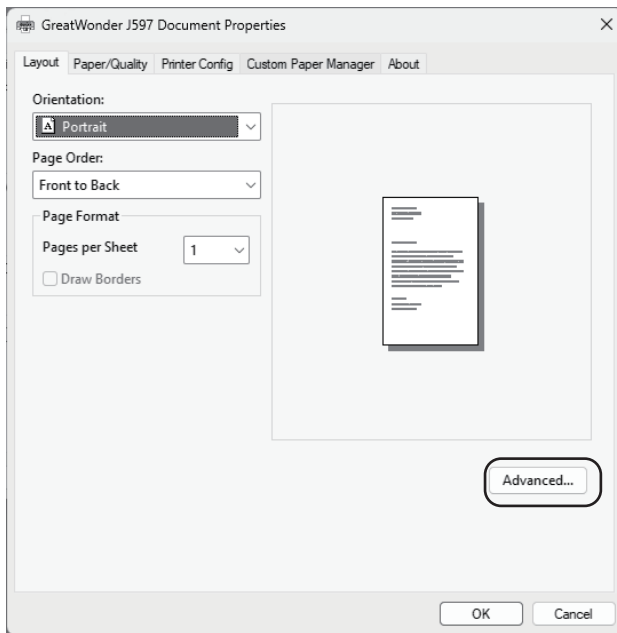 GreatWonder J597 Document Properties
Layout Paper/Quality Printer Config Custom Paper Manager About
Orientation:
A Portrait
Page Order:
Front to Back
Page Format
Pages per Sheet 1
Draw Borders
Advanced...
OK Cancel